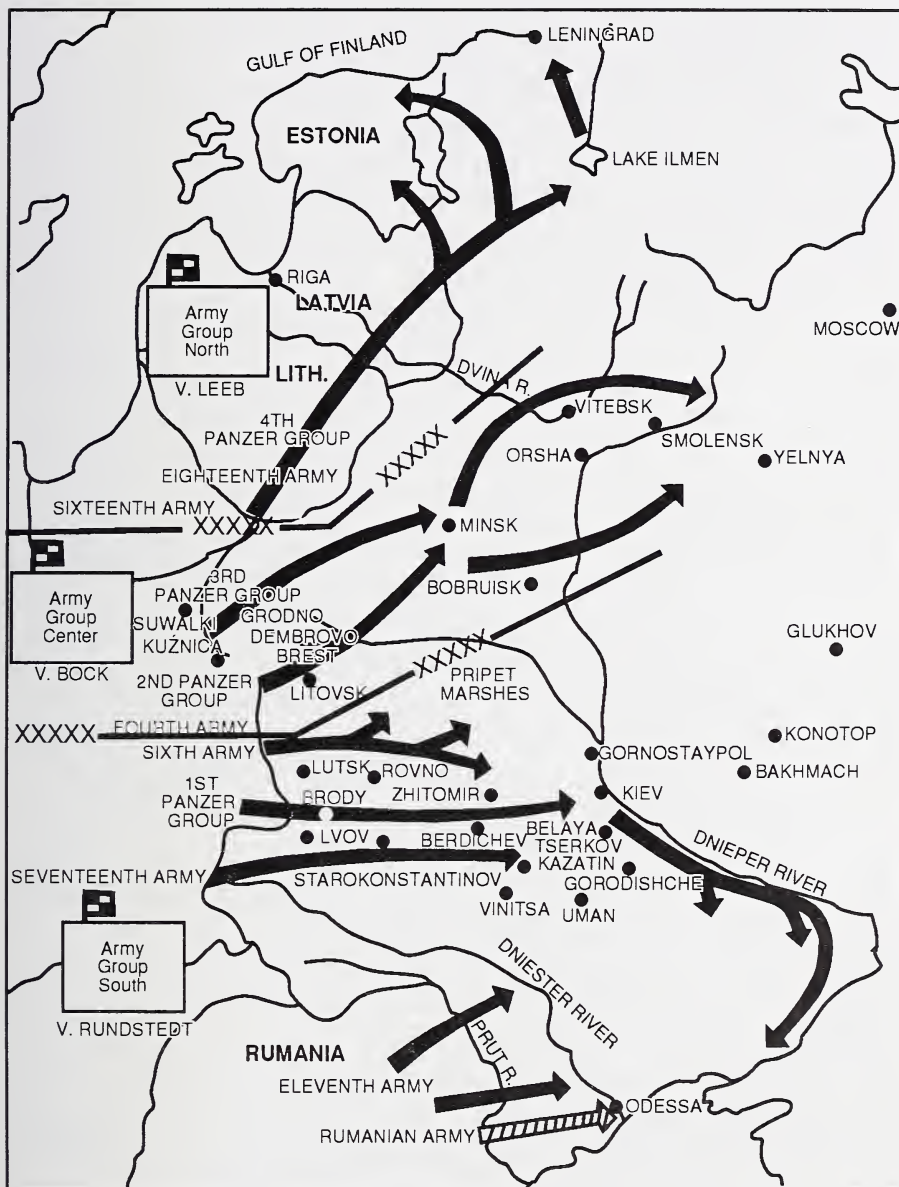 LENINGRAD
GULF OF FINLAND
ESTONIA
LAKE ILMEN
RIGA
LATVIA
MOSCOW
Army
Group
North
V. LEEB
LITH.
DVINA R.
VITEBSK
SMOLENSK
4TH
PANZER GROUP
ORSHA
YELNYA
EIGHTEENTH ARMY
XXXXX
SIXTEENTH ARMY
XXXXX
MINSK
3RD
PANZER GROUP
BOBRUISK
Army
Group
Center
V. BOCK
SUWALKI
GRODNO
KUŹNICA
DEMBROVO
BREST
LITOVSK
2ND PANZER
GROUP
XXXXX
PRIPET
MARSHES
GLUKHOV
XXXXX
FOURTH ARMY
SIXTH ARMY
KONOTOP
GORNOSTAYPOL
BAKHMACH
LUTSK
ROVNO
ZHITOMIR
KIEV
1ST
PANZER
GROUP
BRODY
LVOV
BERDICHEV
BELAYA
TSERKOV
DNIEPER RIVER
KAZATIN
SEVENTEENTH ARMY
STAROKONSTANTINOV
GORODISHCHE
VINITSA
UMAN
Army
Group
South
V. RUNDSTEDT
DNIESTER RIVER
RUMANIA
PRUT R.
ELEVENTH ARMY
ODESSA
RUMANIAN ARMY